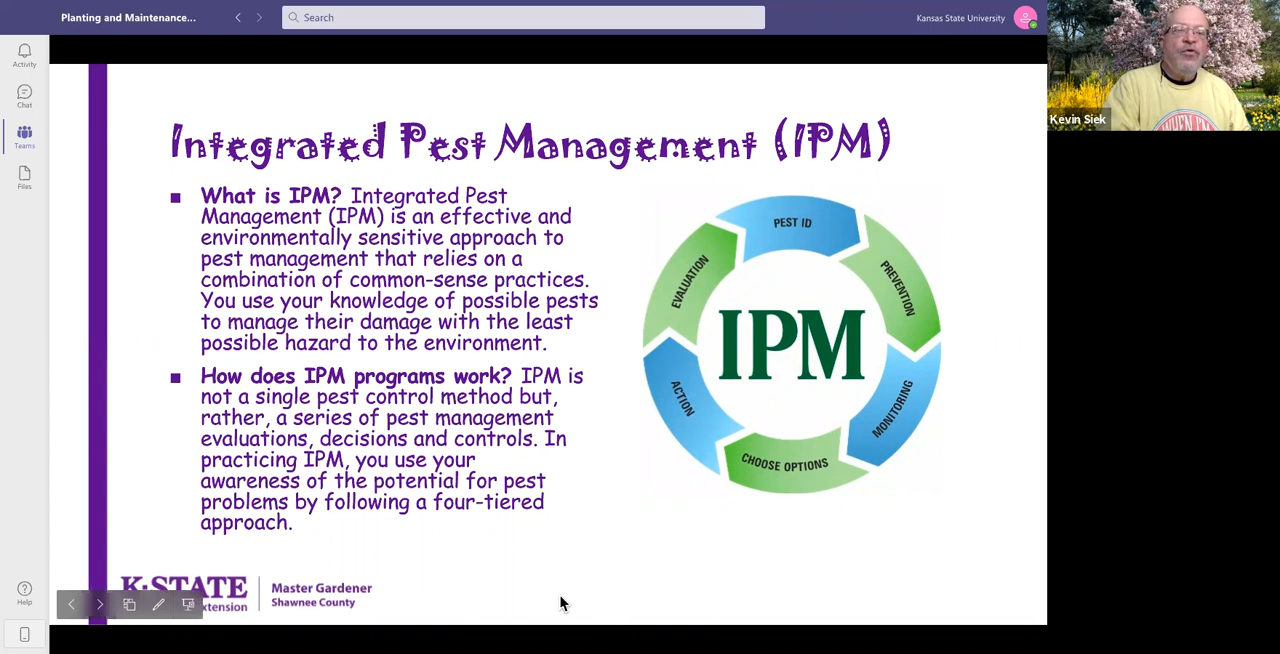 Planting and Maintenance...
Search
Kansas State University
Activity
Chat
Teams
Files
Help
Kevin Siek
Integrated Pest Management (IPM)
What is IPM? Integrated Pest
Management (IPM) is an effective and
environmentally sensitive approach to
pest management that relies on a
combination of common-sense practices.
You use your knowledge of possible pests
to manage their damage with the least
possible hazard to the environment.
How does IPM programs work? IPM is
not a single pest control method but,
rather, a series of pest management
evaluations, decisions and controls. In
practicing IPM, you use your
awareness of the potential for pest
problems by following a four-tiered
approach.
PEST ID
PREVENTION
MONITORING
CHOOSE OPTIONS
ACTION
EVALUATION
IPM
K-STATE
Master Gardener
Shawnee County